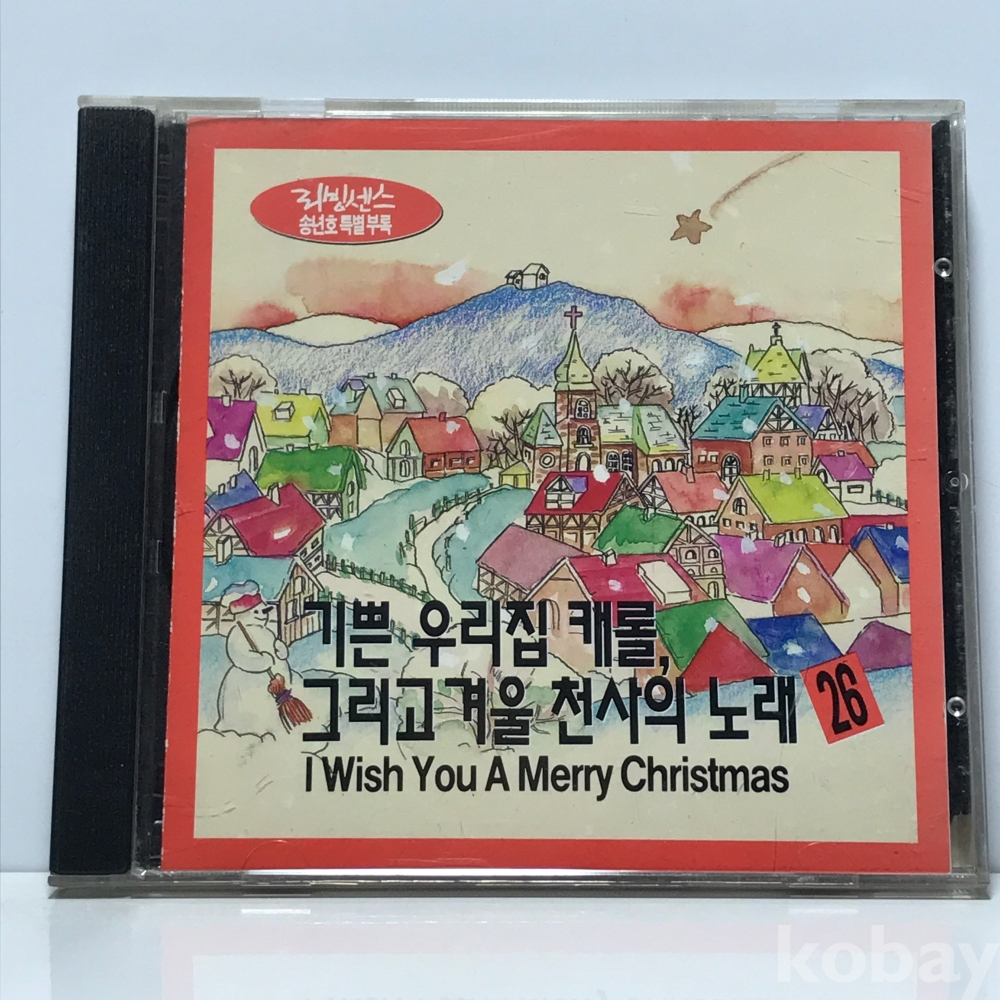 리빙센스
송년호 특별부록
기쁜 우리집 캐롤,
그리고 겨울 천사의 노래 26
I Wish You A Merry Christmas
kobay